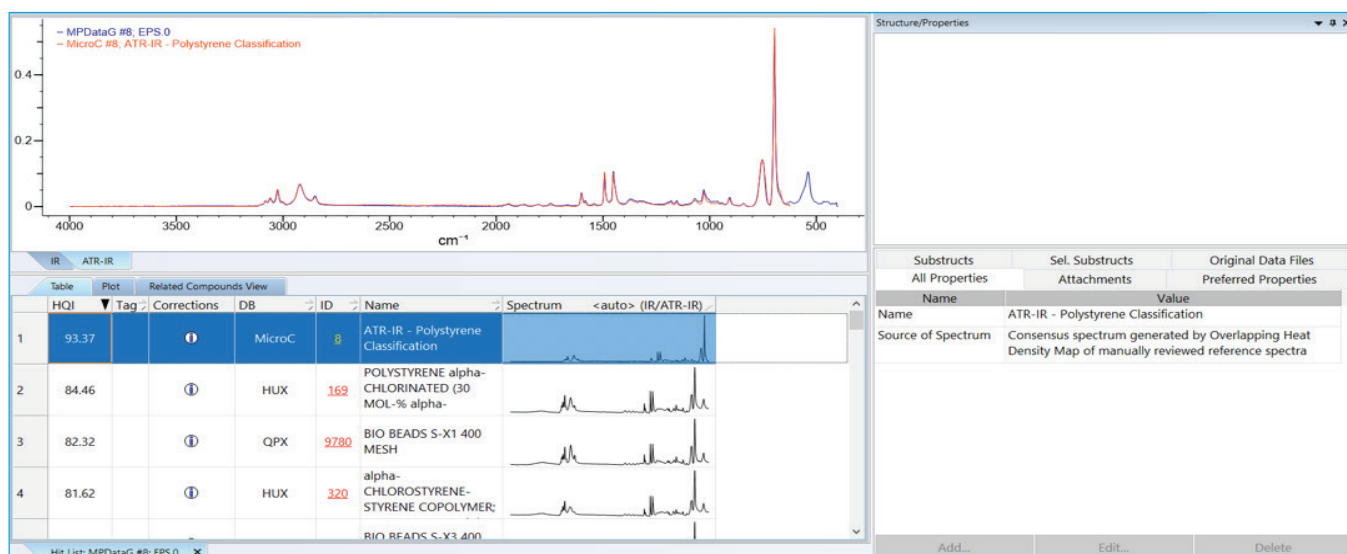 Structure/Properties
MPDataG #8; EPS.0
MicroC #8; ATR-IR - Polystyrene Classification
0.4
0.2
0
4000 3500 3000 2500 2000 1500 1000 500
cm⁻¹
IR ATR-IR
Substructs Sel. Substructs Original Data Files
All Properties Attachments Preferred Properties
Name Value
Name ATR-IR - Polystyrene Classification
Source of Spectrum Consensus spectrum generated by Overlapping Heat
Density Map of manually reviewed reference spectra
Table Plot Related Compounds View
HQI Tag Corrections DB ID Name Spectrum <auto> (IR/ATR-IR)
1 93.37 MicroC 8 ATR-IR - Polystyrene
Classification
2 84.46 HUX 169 POLYSTYRENE alpha-
CHLORINATED (30
MOL-% alpha-
3 82.32 QPX 9780 BIO BEADS S-X1 400
MESH
4 81.62 HUX 320 alpha-
CHLOROSTYRENE-
STYRENE COPOLYMER;
BIO BEADS S-X3 400
Hit List: MPDataG #8; EPS.0 X
Add... Edit... Delete